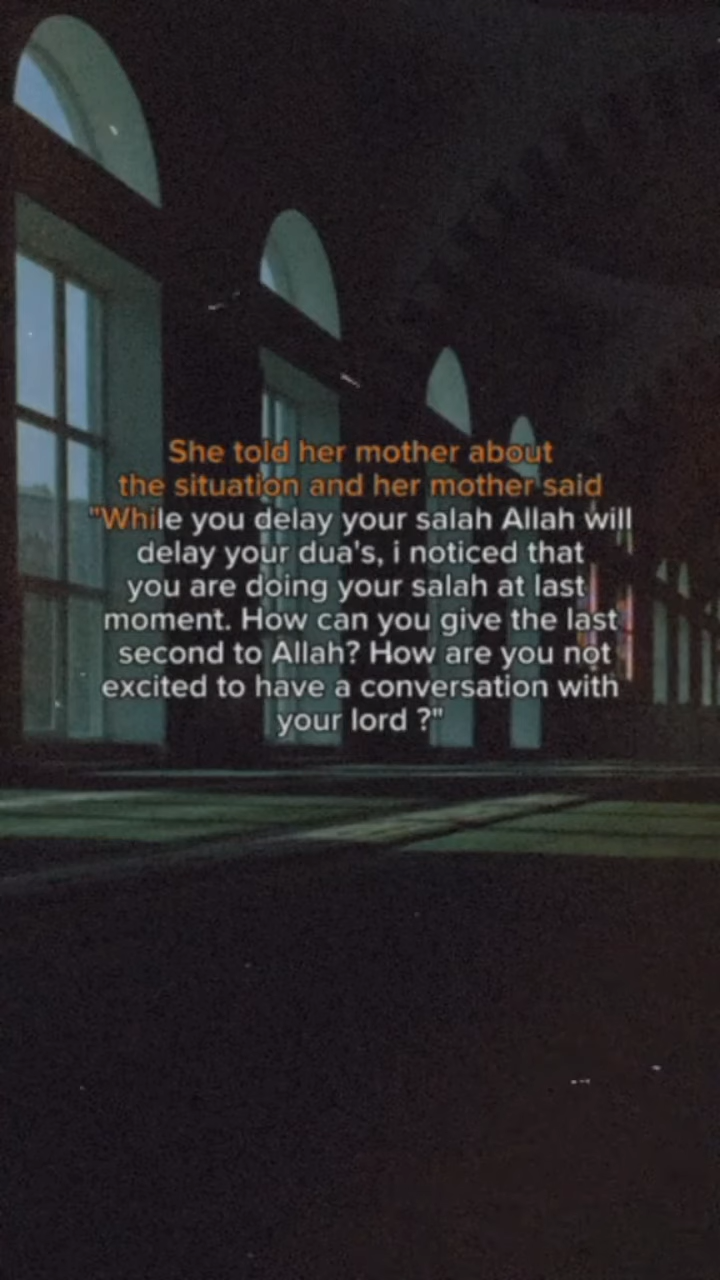 She told her mother about
the situation and her mother said
"While you delay your salah Allah will
delay your dua's, i noticed that
you are doing your salah at last
moment. How can you give the last
second to Allah? How are you not
excited to have a conversation with
your lord ?"